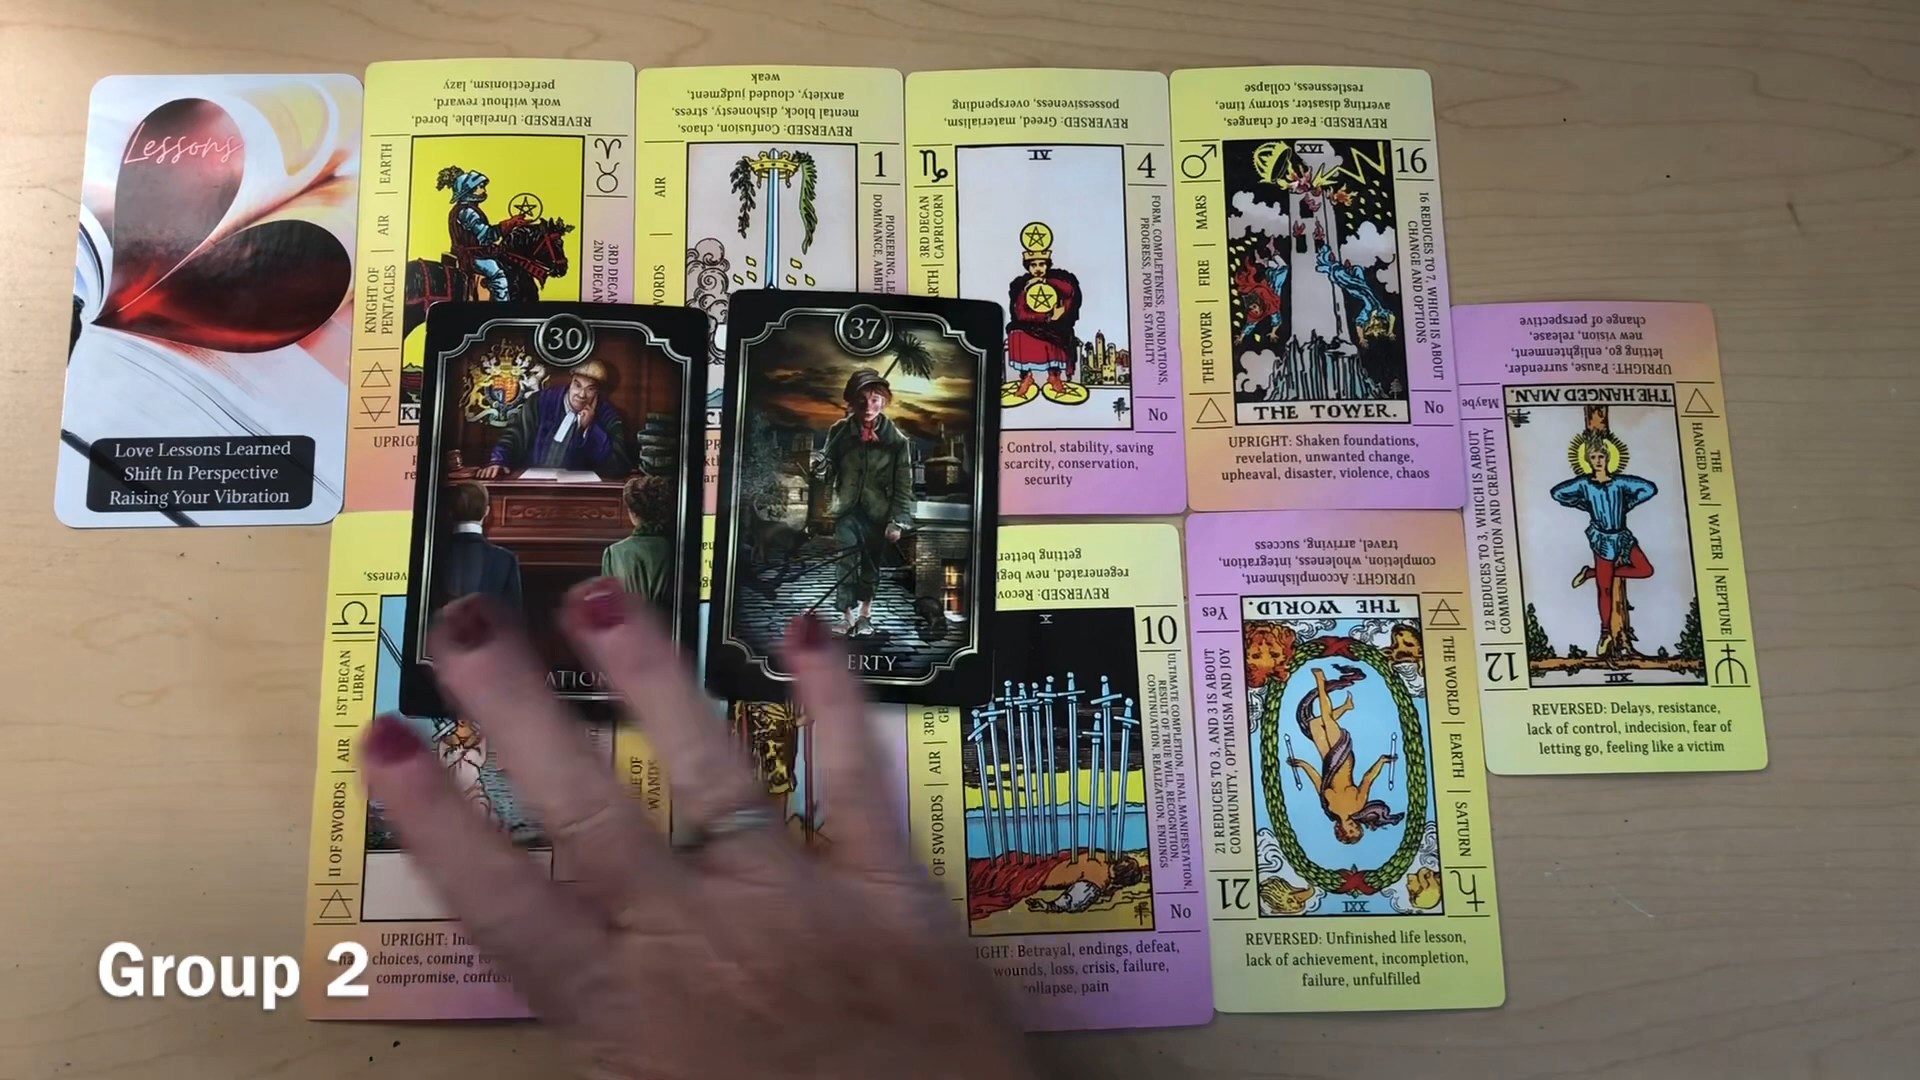 Lessons
Love Lessons Learned
Shift In Perspective
Raising Your Vibration
REVERSED: Unreliable, bored,
work without reward,
perfectionism, lazy
EARTH
AIR
KNIGHT OF
PENTACLES
REVERSED: Confusion, chaos,
mental block, dishonesty, stress,
anxiety, clouded judgment,
weak
AIR
1
REVERSED: Greed, materialism,
possessiveness, overspending
3RD DECAN
CAPRICORN
IV
4
FORM, COMPLETENESS, FOUNDATIONS,
PROGRESS, POWER, STABILITY
No
Control, stability, saving
scarcity, conservation,
security
REVERSED: Fear of changes,
averting disaster, stormy time,
restlessness, collapse
MARS
FIRE
THE TOWER
XVI
16
16 REDUCES TO 7, WHICH IS ABOUT
CHANGE AND OPTIONS
THE TOWER.
No
UPRIGHT: Shaken foundations,
revelation, unwanted change,
upheaval, disaster, violence, chaos
UPRIGHT: Pause, surrender,
letting go, enlightenment,
new vision, release,
change of perspective
Maybe
THE HANGED MAN.
THE
HANGED MAN
WATER
NEPTUNE
12 REDUCES TO 3, WHICH IS ABOUT
COMMUNICATION AND CREATIVITY
12
XII
REVERSED: Delays, resistance,
lack of control, indecision, fear of
letting go, feeling like a victim
30
37
1ST DECAN
LIBRA
AIR
II OF SWORDS
choices, coming
compromise,
WANDS
getting better
regenerated, new
REVERSED:
X
10
AIR
OF SWORDS
ULTIMATE COMPLETION, FINAL MANIFESTATION,
RESULT OF TRUE WILL, RECOGNITION,
CONTINUATION, REALIZATION, ENDINGS
No
Betrayal, endings, defeat,
wounds, loss, crisis, failure,
collapse, pain
UPRIGHT: Accomplishment,
completion, wholeness, integration,
travel, arriving, success
Yes
THE WORLD.
THE WORLD
EARTH
SATURN
21 REDUCES TO 3, AND 3 IS ABOUT
COMMUNITY, OPTIMISM AND JOY
21
XXI
REVERSED: Unfinished life lesson,
lack of achievement, incompletion,
failure, unfulfilled
Group 2